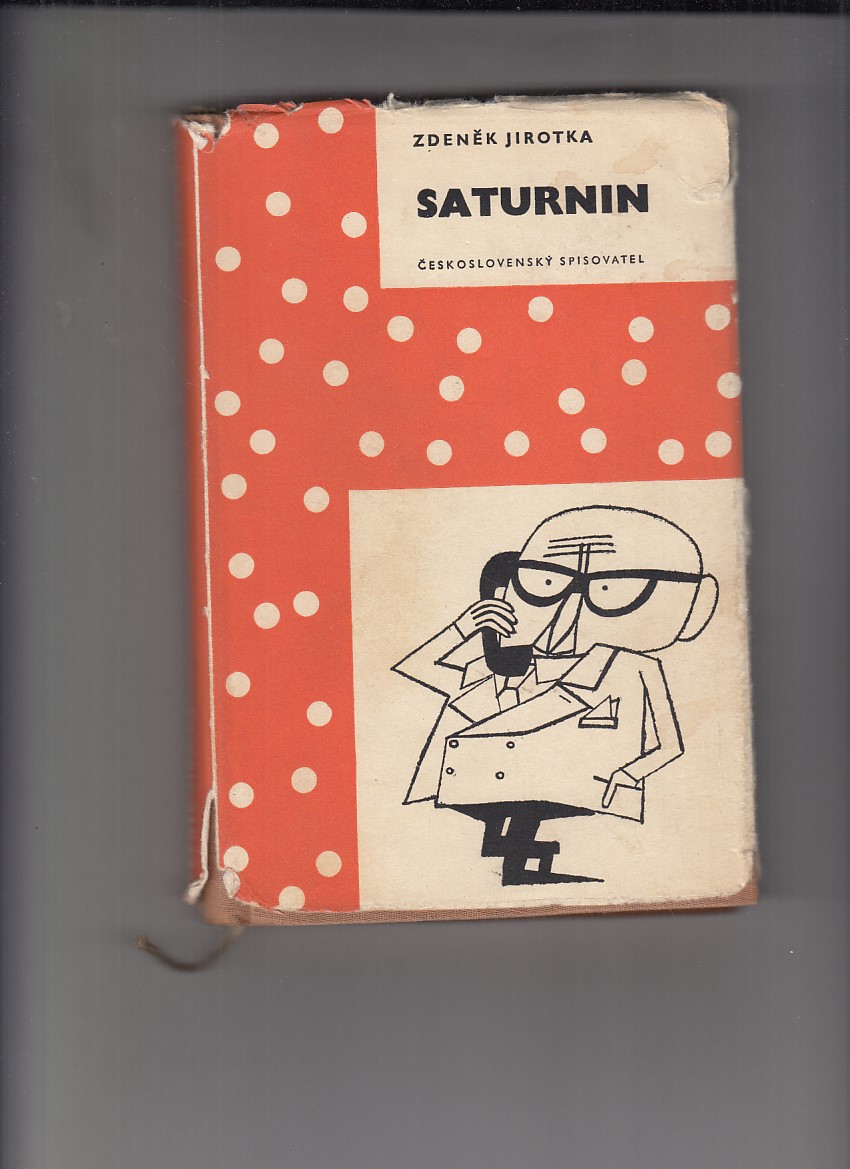 ZDENĚK JIROTKA
SATURNIN
ČESKOSLOVENSKÝ SPISOVATEL